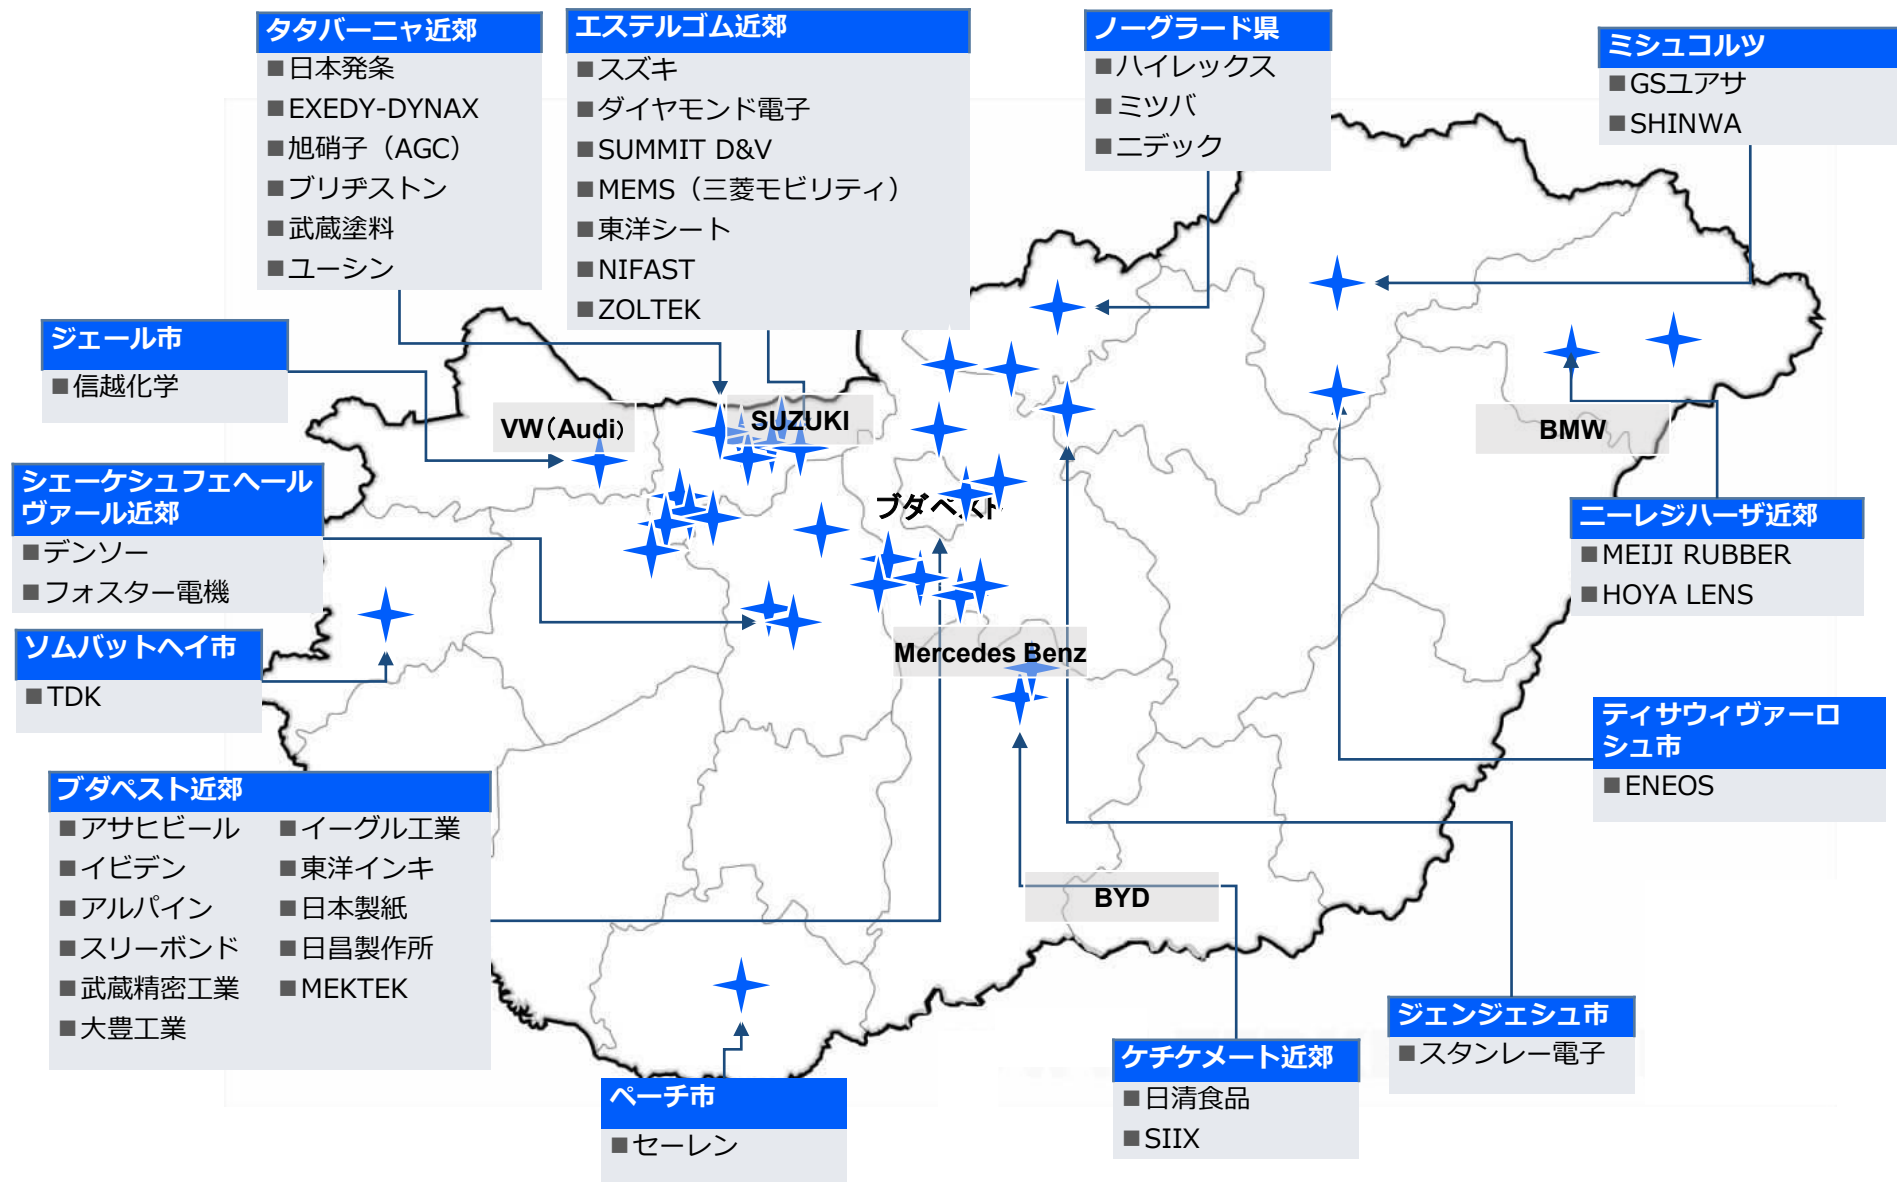 タタバーニャ近郊
■日本発条
■EXEDY-DYNAX
■旭硝子（AGC）
■ブリヂストン
■武蔵塗料
■ユーシン
エステルゴム近郊
■スズキ
■ダイヤモンド電子
■SUMMIT D&V
■MEMS（三菱モビリティ）
■東洋シート
■NIFAST
■ZOLTEK
ノーグラード県
■ハイレックス
■ミツバ
■ニデック
ミシュコルツ
■GSユアサ
■SHINWA
ジェール市
■信越化学
VW（Audi）
SUZUKI
BMW
シェーケシュフェヘール
ヴァール近郊
■デンソー
■フォスター電機
ブダペスト
ニーレジハーザ近郊
■MEIJI RUBBER
■HOYA LENS
ソムバットヘイ市
■TDK
Mercedes Benz
ティサウィヴァーロ
シュ市
■ENEOS
ブダペスト近郊
■アサヒビール
■イビデン
■アルパイン
■スリーボンド
■武蔵精密工業
■大豊工業
■イーグル工業
■東洋インキ
■日本製紙
■日昌製作所
■MEKTEK
BYD
ジェンジェシュ市
■スタンレー電子
ケチケメート近郊
■日清食品
■SIIX
ペーチ市
■セーレン